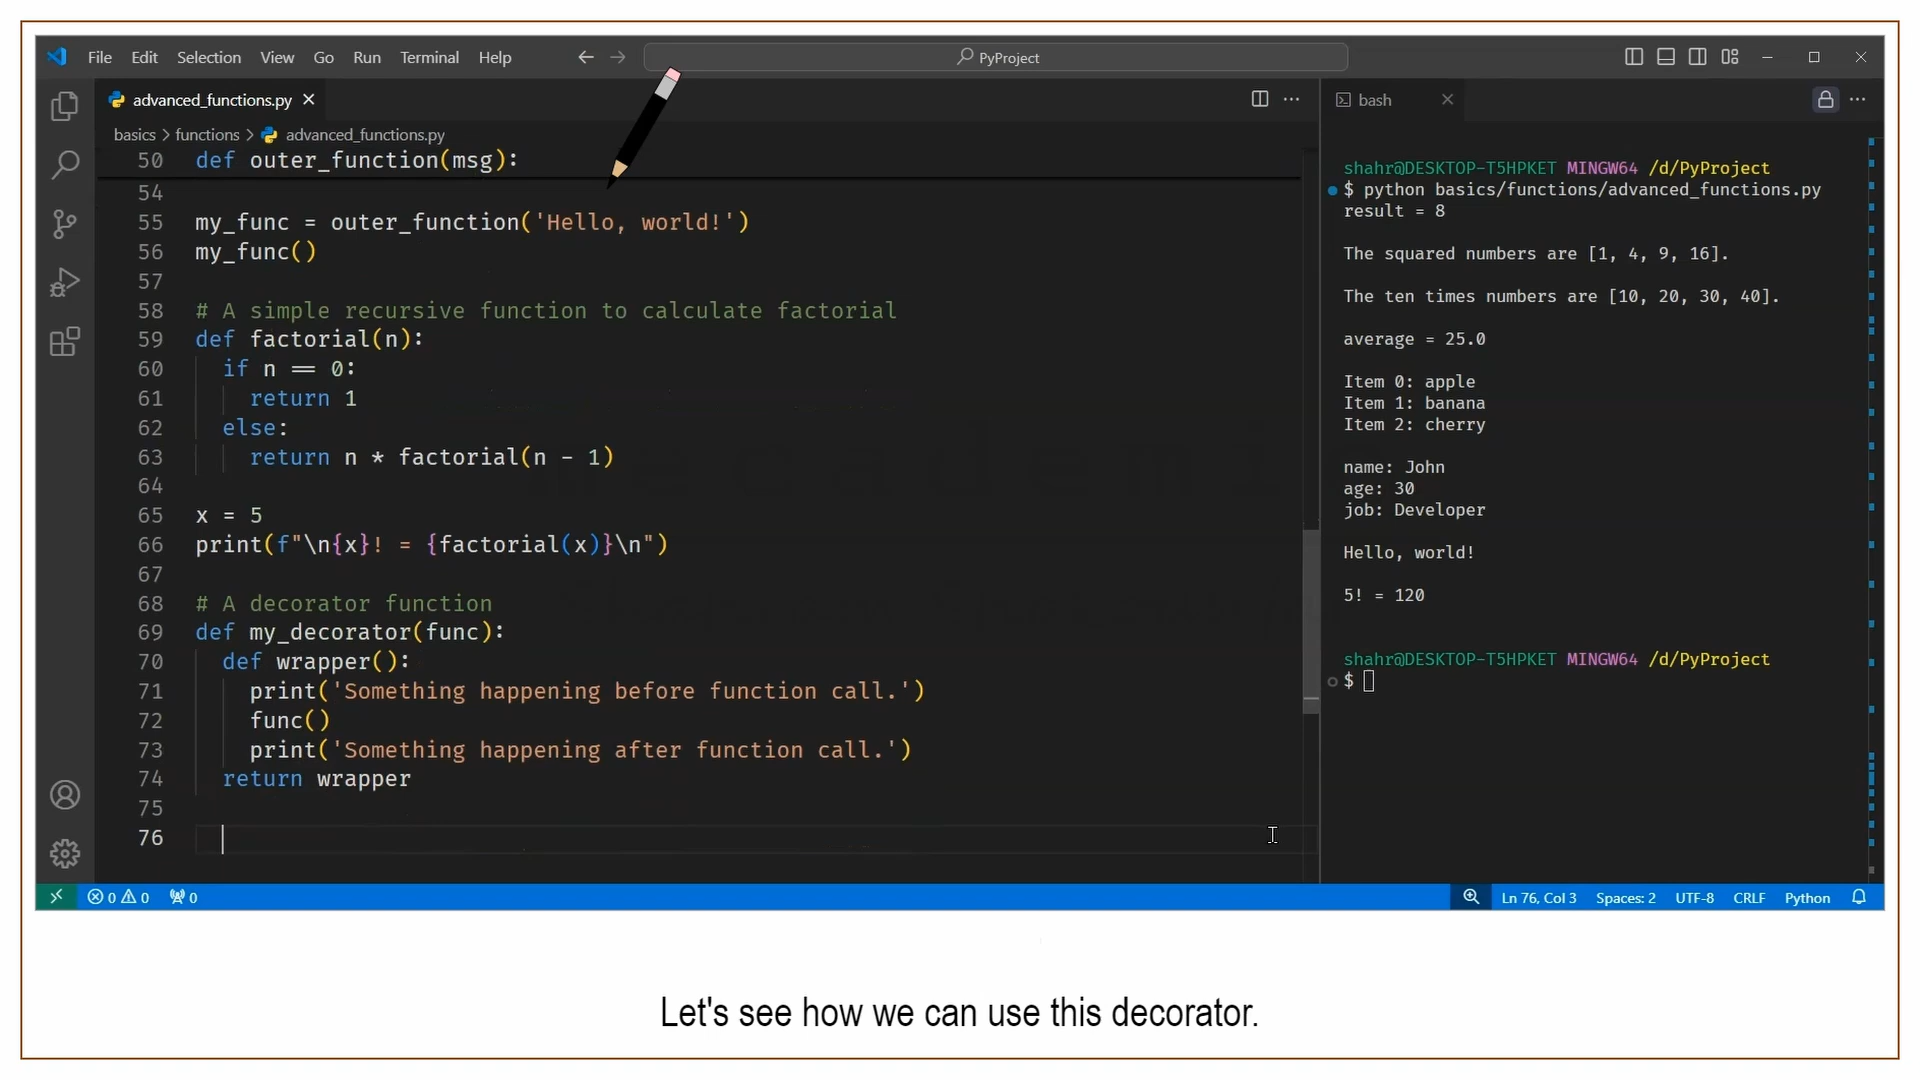 File Edit Selection View Go Run Terminal Help PyProject
advanced_functions.py
basics > functions > advanced_functions.py
50 def outer_function(msg):
54
55 my_func = outer_function('Hello, world!')
56 my_func()
57
58 # A simple recursive function to calculate factorial
59 def factorial(n):
60 if n == 0:
61 return 1
62 else:
63 return n * factorial(n - 1)
64
65 x = 5
66 print(f"\n{x}! = {factorial(x)}\n")
67
68 # A decorator function
69 def my_decorator(func):
70 def wrapper():
71 print('Something happening before function call.')
72 func()
73 print('Something happening after function call.')
74 return wrapper
75
76
bash
shahr@DESKTOP-T5HPKET MINGW64 /d/PyProject
$ python basics/functions/advanced_functions.py
result = 8
The squared numbers are [1, 4, 9, 16].
The ten times numbers are [10, 20, 30, 40].
average = 25.0
Item 0: apple
Item 1: banana
Item 2: cherry
name: John
age: 30
job: Developer
Hello, world!
5! = 120
shahr@DESKTOP-T5HPKET MINGW64 /d/PyProject
$
0 0 0 Ln 76, Col 3 Spaces: 2 UTF-8 CRLF Python
Let's see how we can use this decorator.